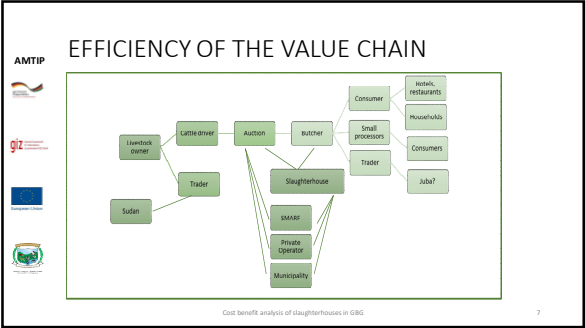 AMTIP
EFFICIENCY OF THE VALUE CHAIN
giz
European Union
Livestock
owner
Cattle driver
Auction
Butcher
Consumer
Hotels,
restaurants
Households
Small
processors
Consumers
Trader
Juba?
Trader
Slaughterhouse
Sudan
SMARF
Private
Operator
Municipality
Cost benefit analysis of slaughterhouses in GBG
7